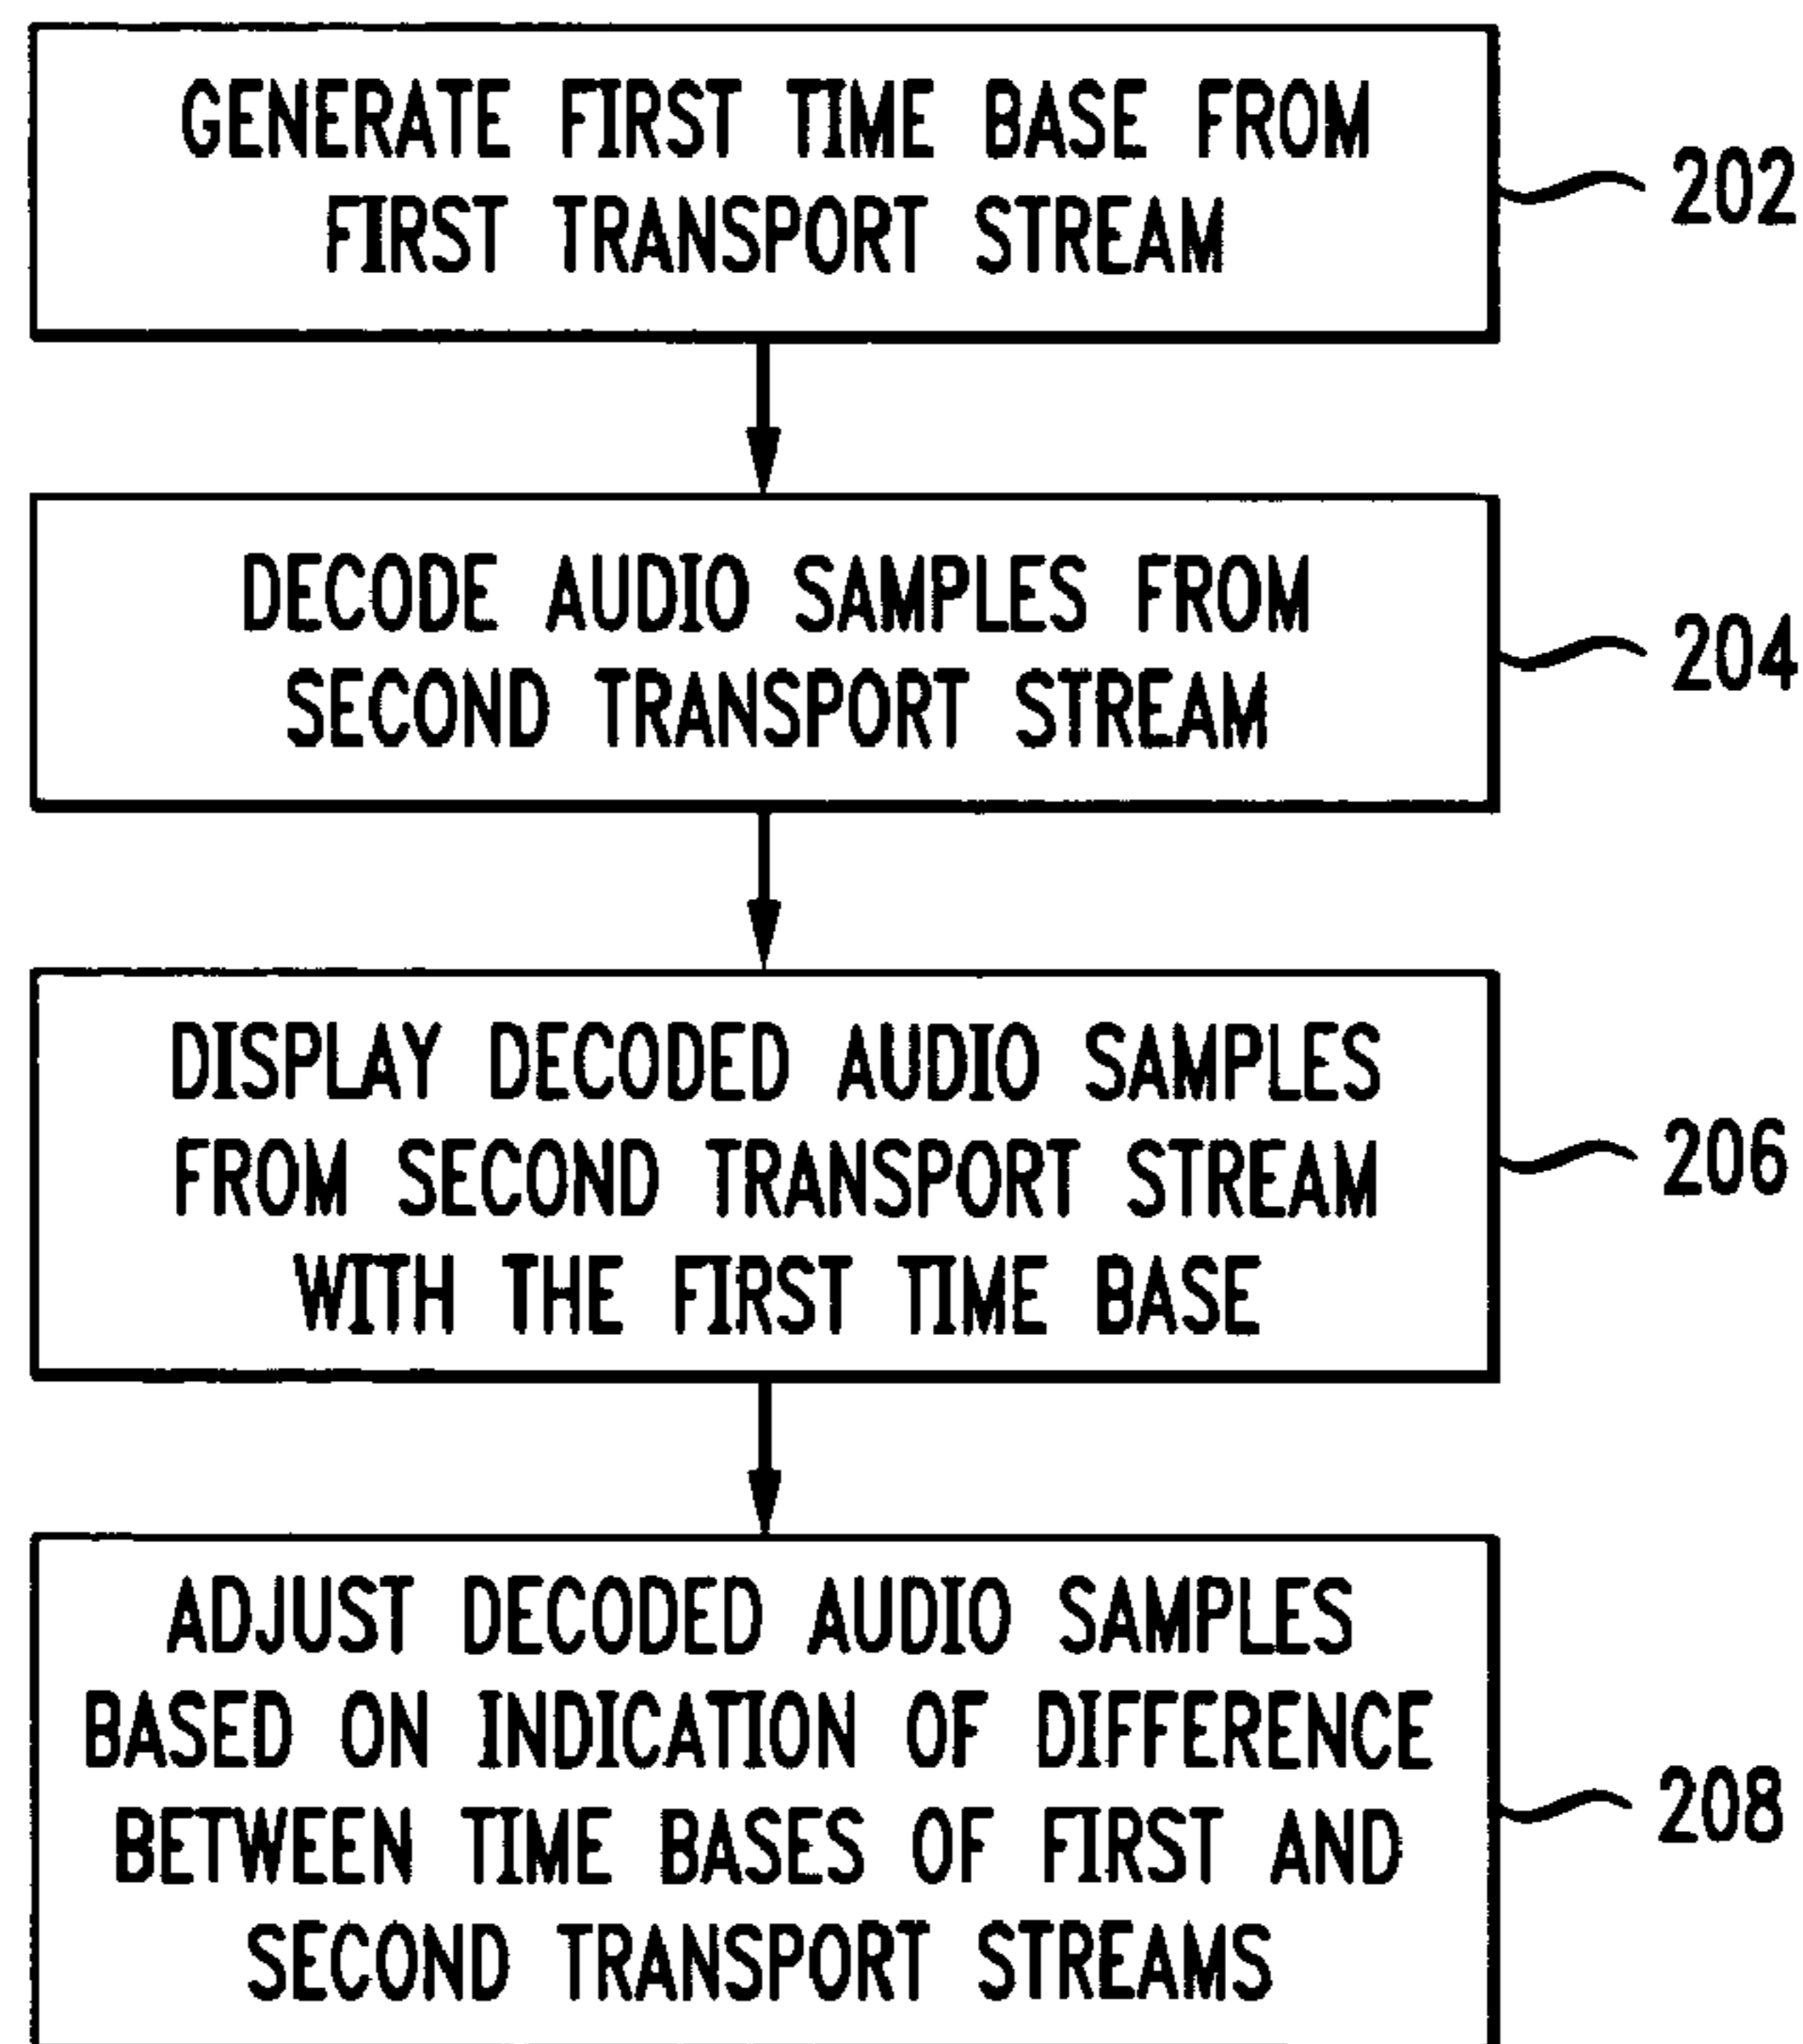 GENERATE FIRST TIME BASE FROM
FIRST TRANSPORT STREAM
202
DECODE AUDIO SAMPLES FROM
SECOND TRANSPORT STREAM
204
DISPLAY DECODED AUDIO SAMPLES
FROM SECOND TRANSPORT STREAM
WITH THE FIRST TIME BASE
206
ADJUST DECODED AUDIO SAMPLES
BASED ON INDICATION OF DIFFERENCE
BETWEEN TIME BASES OF FIRST AND
SECOND TRANSPORT STREAMS
208